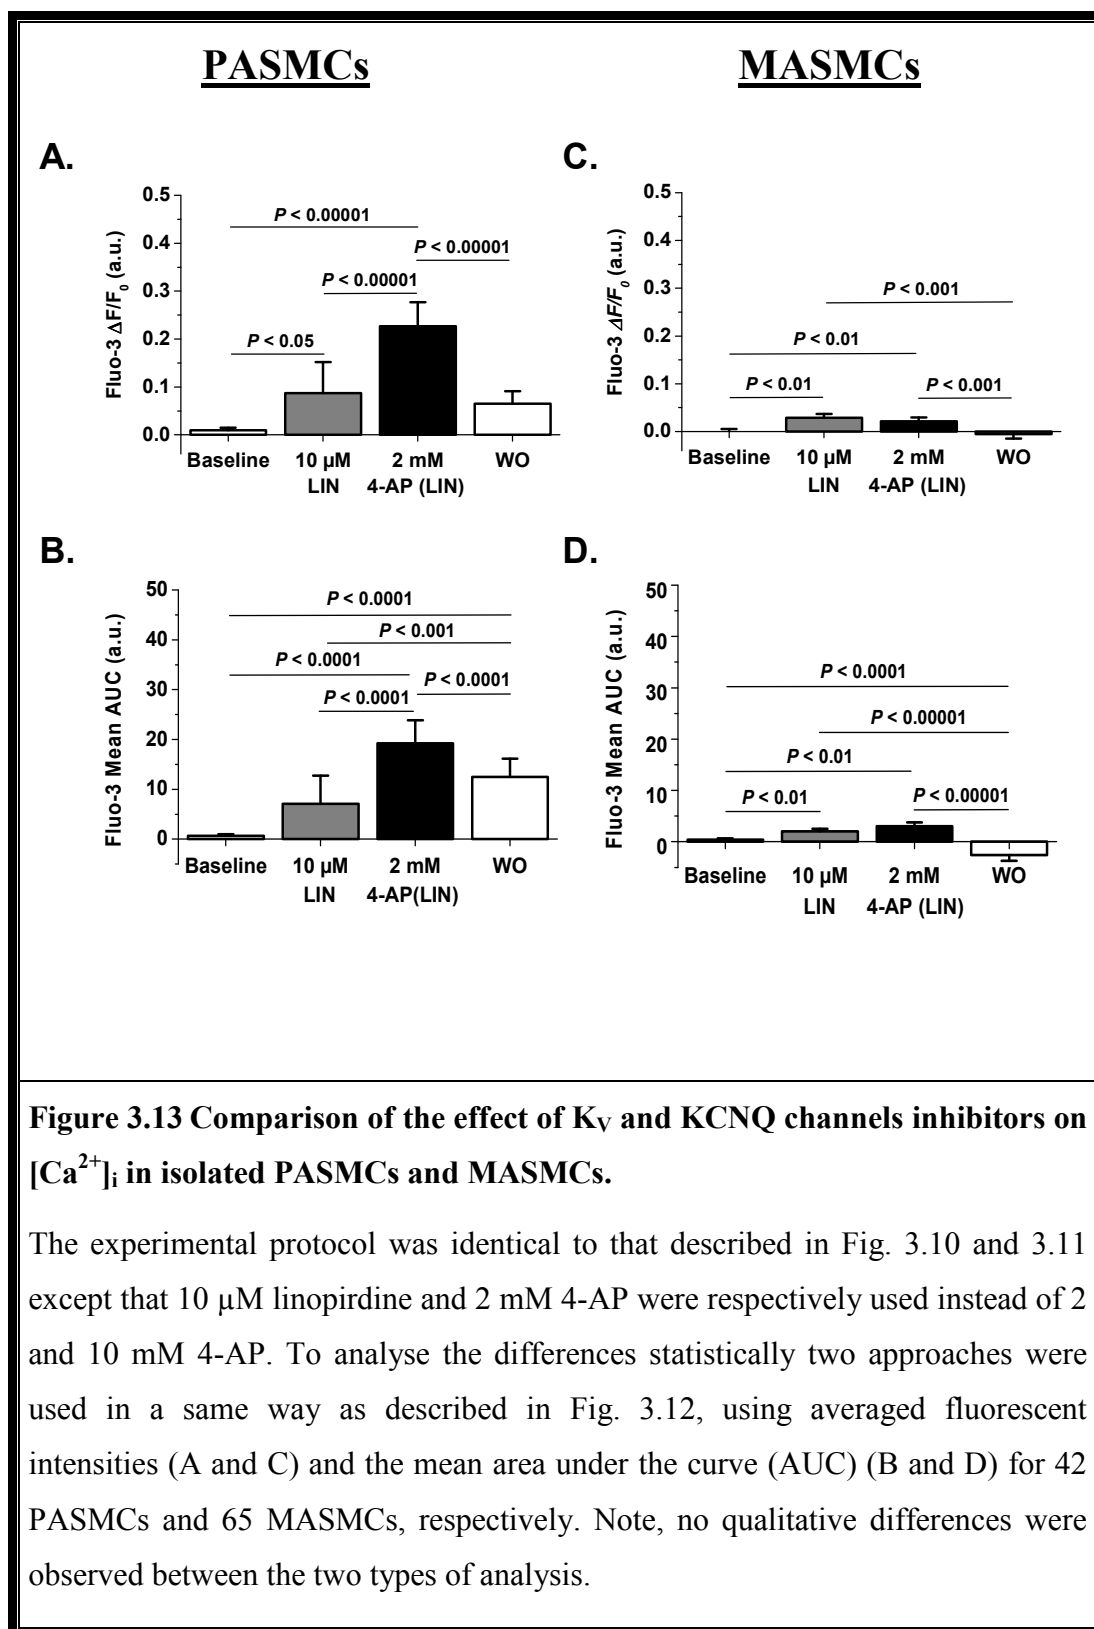 PASMCs
MASMCs
A.
Fluo-3 ΔF/F0 (a.u.)
0.5
0.4
0.3
0.2
0.1
0.0
P < 0.00001
P < 0.00001
P < 0.00001
P < 0.05
Baseline
10 µM
LIN
2 mM
4-AP (LIN)
WO
C.
Fluo-3 ΔF/F0 (a.u.)
0.5
0.4
0.3
0.2
0.1
0.0
P < 0.001
P < 0.01
P < 0.01
P < 0.001
Baseline
10 µM
LIN
2 mM
4-AP (LIN)
WO
B.
Fluo-3 Mean AUC (a.u.)
50
40
30
20
10
0
P < 0.0001
P < 0.001
P < 0.0001
P < 0.0001
P < 0.0001
Baseline
10 µM
LIN
2 mM
4-AP(LIN)
WO
D.
Fluo-3 Mean AUC (a.u.)
50
40
30
20
10
0
P < 0.0001
P < 0.00001
P < 0.01
P < 0.01
P < 0.00001
Baseline
10 µM
LIN
2 mM
4-AP (LIN)
WO
Figure 3.13 Comparison of the effect of KV and KCNQ channels inhibitors on
[Ca2+]i in isolated PASMCs and MASMCs.
The experimental protocol was identical to that described in Fig. 3.10 and 3.11
except that 10 µM linopirdine and 2 mM 4-AP were respectively used instead of 2
and 10 mM 4-AP. To analyse the differences statistically two approaches were
used in a same way as described in Fig. 3.12, using averaged fluorescent
intensities (A and C) and the mean area under the curve (AUC) (B and D) for 42
PASMCs and 65 MASMCs, respectively. Note, no qualitative differences were
observed between the two types of analysis.